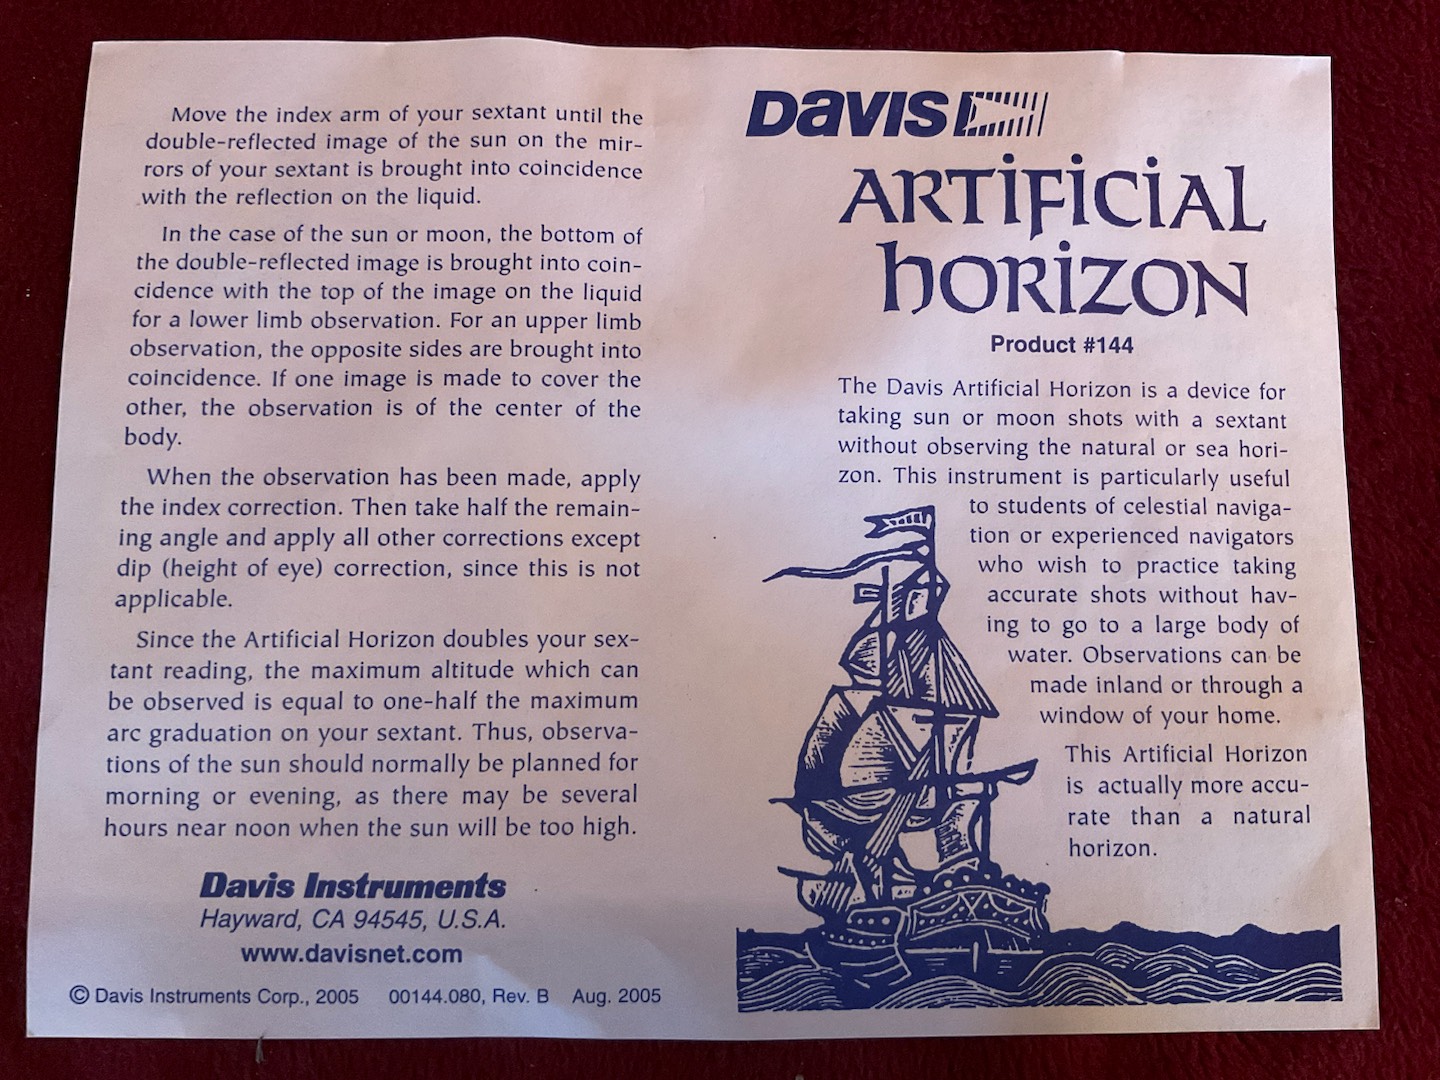 Move the index arm of your sextant until the
double-reflected image of the sun on the mir-
rors of your sextant is brought into coincidence
with the reflection on the liquid.
In the case of the sun or moon, the bottom of
the double-reflected image is brought into coin-
cidence with the top of the image on the liquid
for a lower limb observation. For an upper limb
observation, the opposite sides are brought into
coincidence. If one image is made to cover the
other, the observation is of the center of the
body.
When the observation has been made, apply
the index correction. Then take half the remain-
ing angle and apply all other corrections except
dip (height of eye) correction, since this is not
applicable.
Since the Artificial Horizon doubles your sex-
tant reading, the maximum altitude which can
be observed is equal to one-half the maximum
arc graduation on your sextant. Thus, observa-
tions of the sun should normally be planned for
morning or evening, as there may be several
hours near noon when the sun will be too high.
Davis Instruments
Hayward, CA 94545, U.S.A.
www.davisnet.com
© Davis Instruments Corp., 2005 00144.080, Rev. B Aug. 2005
DAVIS
ARTIFICIAL
HORIZON
Product #144
The Davis Artificial Horizon is a device for
taking sun or moon shots with a sextant
without observing the natural or sea hori-
zon. This instrument is particularly useful
to students of celestial naviga-
tion or experienced navigators
who wish to practice taking
accurate shots without hav-
ing to go to a large body of
water. Observations can be
made inland or through a
window of your home.
This Artificial Horizon
is actually more accu-
rate than a natural
horizon.